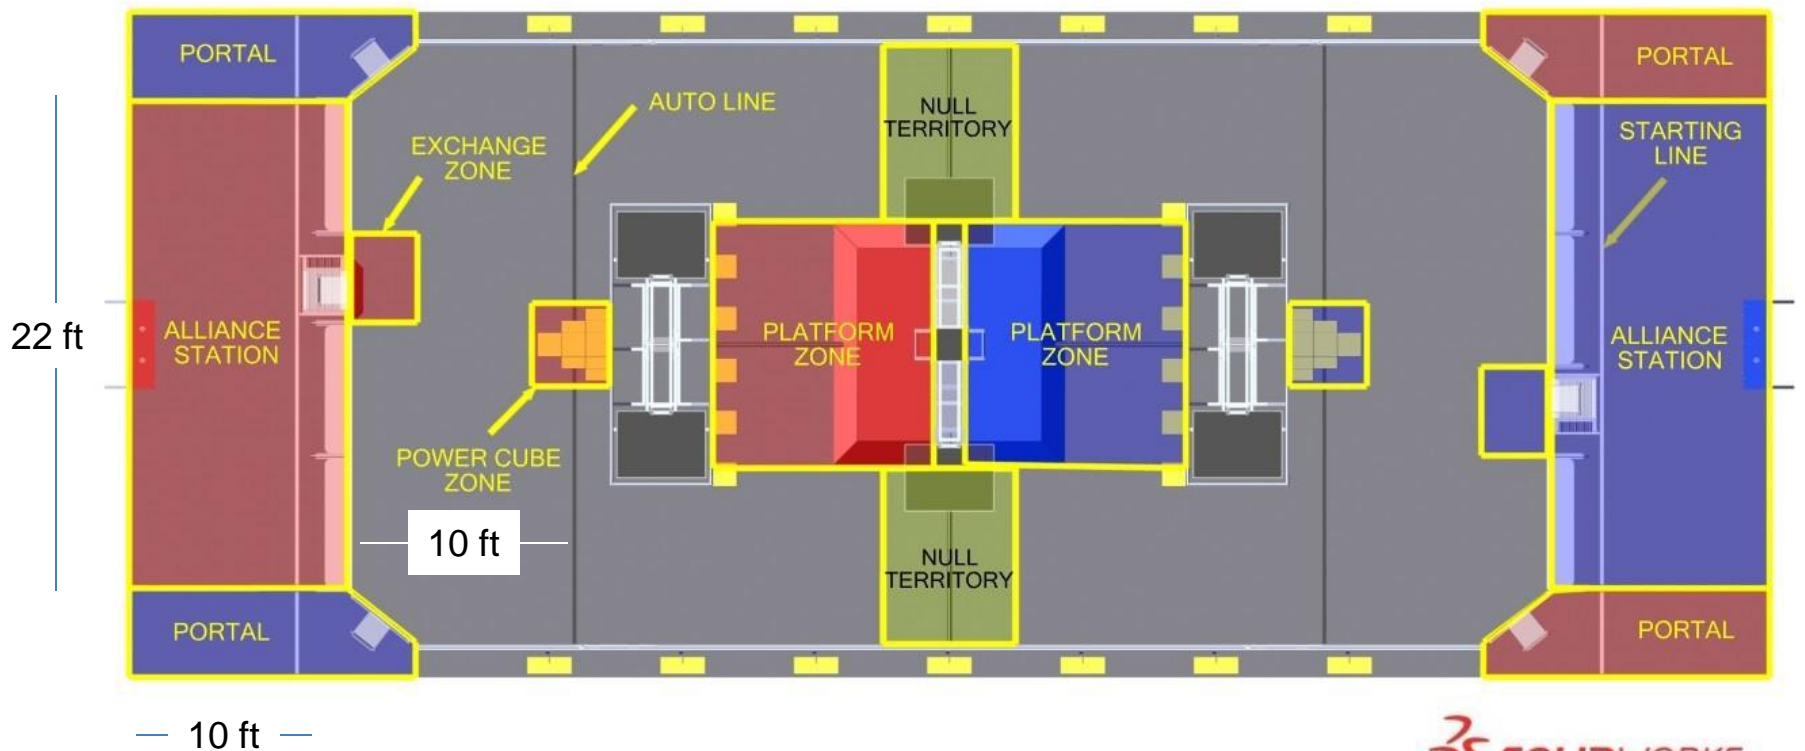 PORTAL
PORTAL
AUTO LINE
NULL
TERRITORY
EXCHANGE
ZONE
STARTING
LINE
22 ft
ALLIANCE
STATION
PLATFORM
ZONE
PLATFORM
ZONE
ALLIANCE
STATION
POWER CUBE
ZONE
10 ft
NULL
TERRITORY
PORTAL
PORTAL
10 ft
SOLIDWORKS